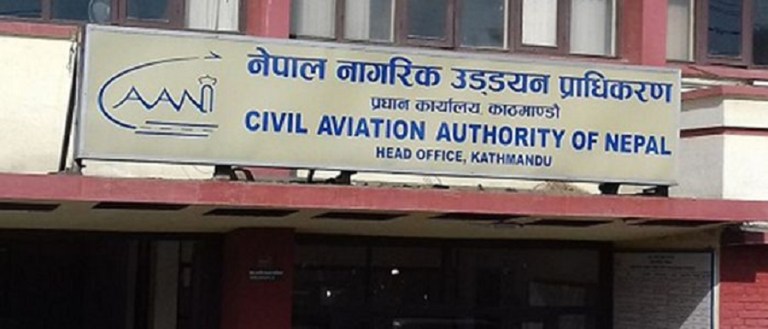 CAAN
नेपाल नागरिक उड्डयन प्राधिकरण
प्रधान कार्यालय, काठमाण्डौ
CIVIL AVIATION AUTHORITY OF NEPAL
HEAD OFFICE, KATHMANDU